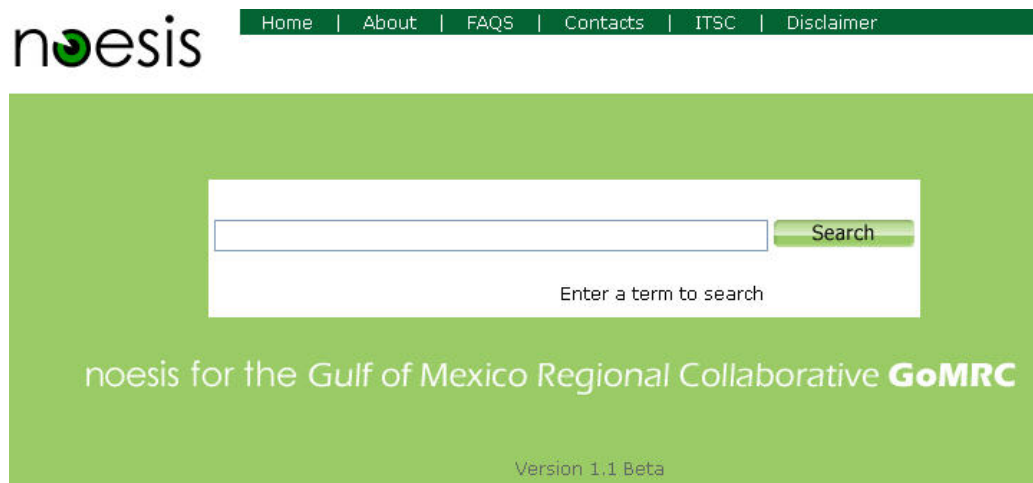 noesis
Home | About | FAQS | Contacts | ITSC | Disclaimer
Search
Enter a term to search
noesis for the Gulf of Mexico Regional Collaborative GoMRC
Version 1.1 Beta